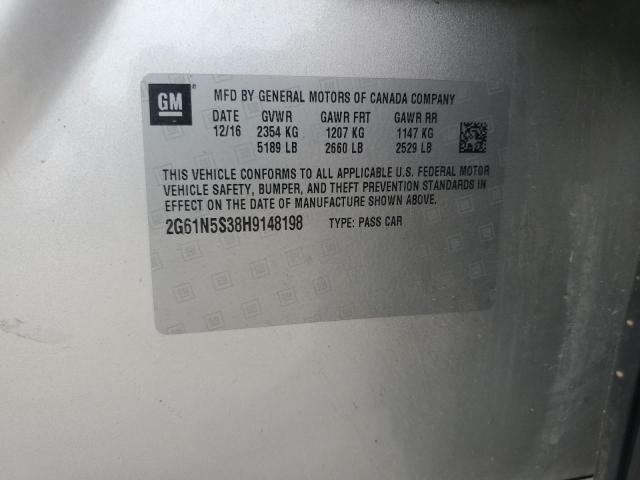 GM ®
MFD BY GENERAL MOTORS OF CANADA COMPANY
DATE GVWR GAWR FRT GAWR RR
12/16 2354 KG 1207 KG 1147 KG
5189 LB 2660 LB 2529 LB
THIS VEHICLE CONFORMS TO ALL APPLICABLE U.S. FEDERAL MOTOR
VEHICLE SAFETY, BUMPER, AND THEFT PREVENTION STANDARDS IN
EFFECT ON THE DATE OF MANUFACTURE SHOWN ABOVE.
2G61N5S38H9148198 TYPE: PASS CAR